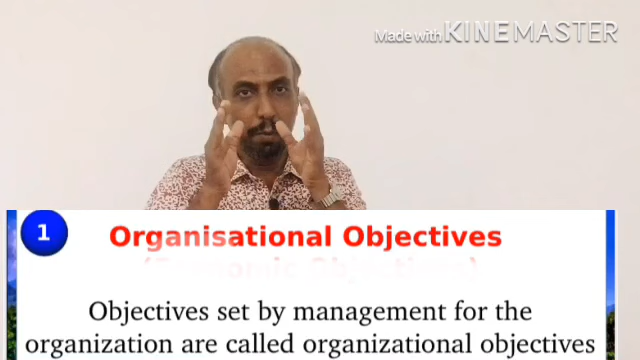 Made with KINEMASTER
1
Organisational Objectives
Objectives set by management for the
organization are called organizational objectives